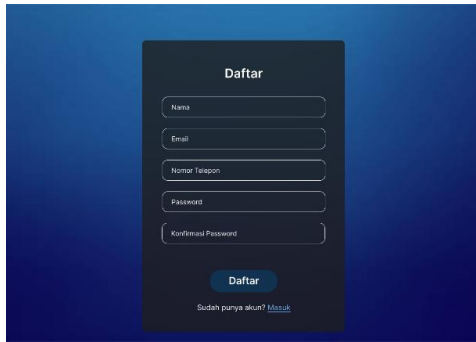 Daftar
Nama
Email
Nomor Telepon
Password
Konfirmasi Password
Daftar
Sudah punya akun? Masuk